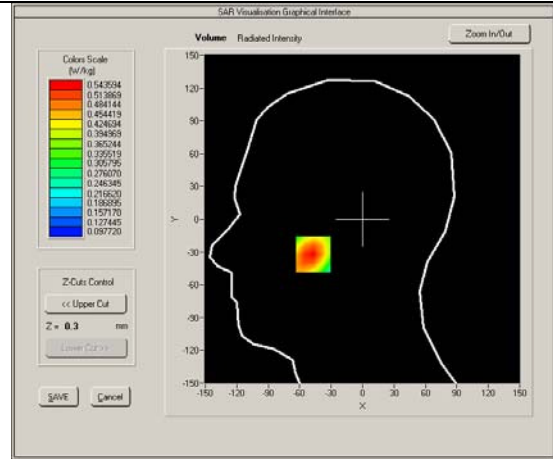 SAR Visualisation Graphical Interface
Volume Radiated Intensity
Zoom In/Out
Colors Scale
(W/kg)
0.543594
0.513869
0.484144
0.454419
0.424694
0.394969
0.365244
0.335519
0.305795
0.276070
0.246345
0.216620
0.186895
0.157170
0.127445
0.097720
Z-Cuts Control
<< Upper Cut
Z = 0.3 mm
SAVE
Cancel
Y
150
120
90
60
30
0
-30
-60
-90
-120
-150
-150 -120 -90 -60 -30 0 30 60 90 120 150
X